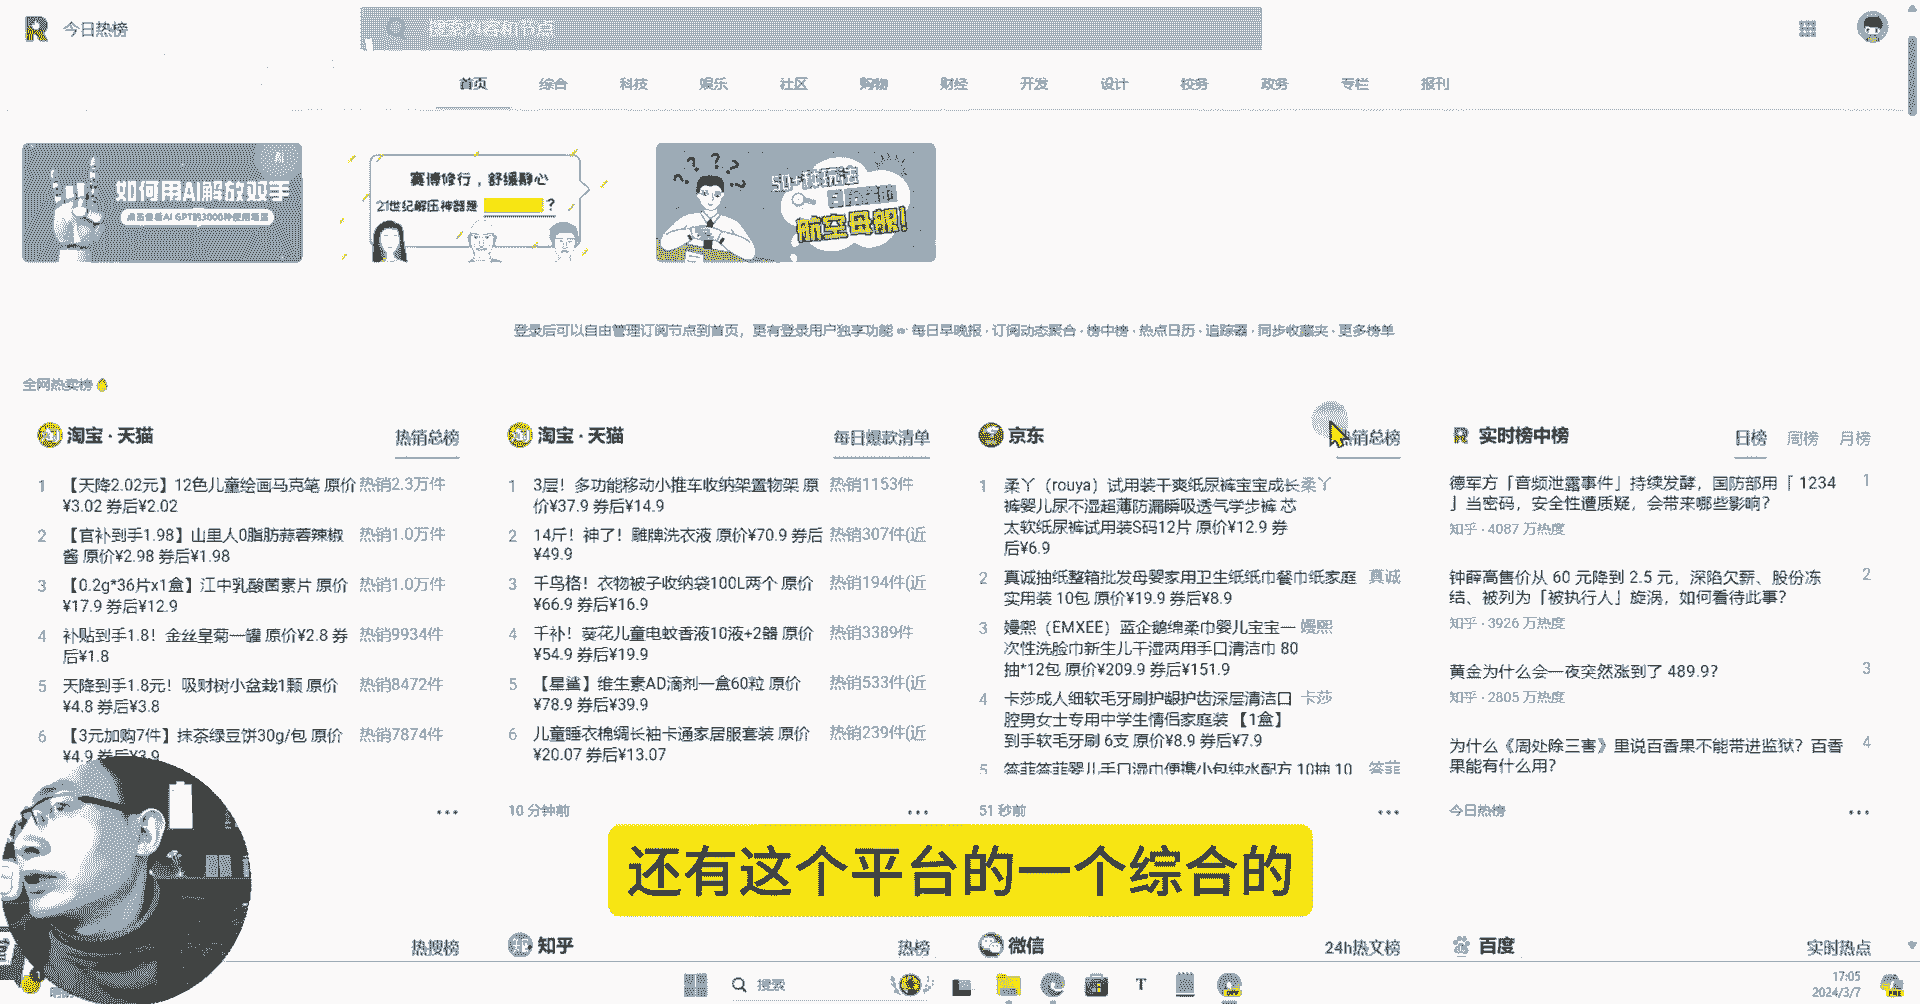 今日热榜
搜索内容和节点
首页 综合 科技 娱乐 社区 购物 财经 开发 设计 校务 政务 专栏 报刊
AI
如何用AI解放双手
点击查看AI GPT的3000种使用场景
赛博修行，舒缓静心
21世纪解压神器是 ？
50+种玩法
航空母舰!
登录后可以自由管理订阅节点到首页，更有登录用户独享功能 每日早晚报 · 订阅动态聚合 · 榜中榜 · 热点日历 · 追踪器 · 同步收藏夹 · 更多榜单
全网热卖榜
淘宝 · 天猫 热销总榜
1 【天降2.02元】12色儿童绘画马克笔 原价 热销2.3万件
¥3.02 券后¥2.02
2 【官补到手1.98】山里人0脂肪蒜蓉辣椒 热销1.0万件
酱 原价¥2.98 券后¥1.98
3 【0.2g*36片x1盒】江中乳酸菌素片 原价 热销1.0万件
¥17.9 券后¥12.9
4 补贴到手1.8！金丝皇菊一罐 原价¥2.8 券 热销9934件
后¥1.8
5 天降到手1.8元！吸财树小盆栽1颗 原价 热销8472件
¥4.8 券后¥3.8
6 【3元加购7件】抹茶绿豆饼30g/包 原价 热销7874件
¥4.9 券后¥3.9
淘宝 · 天猫 每日爆款清单
1 3层！多功能移动小推车收纳架置物架 原 热销1153件
价¥37.9 券后¥14.9
2 14斤！神了！雕牌洗衣液 原价¥70.9 券后 热销307件(近
¥49.9
3 千鸟格！衣物被子收纳袋100L两个 原价 热销194件(近
¥66.9 券后¥16.9
4 千补！葵花儿童电蚊香液10液+2器 原价 热销3389件
¥54.9 券后¥19.9
5 【星鲨】维生素AD滴剂一盒60粒 原价 热销533件(近
¥78.9 券后¥39.9
6 儿童睡衣棉绸长袖卡通家居服套装 原价 热销239件(近
¥20.07 券后¥13.07
10 分钟前
京东 热销总榜
1 柔丫（rouya）试用装干爽纸尿裤宝宝成长 柔丫
裤婴儿尿不湿超薄防漏瞬吸透气学步裤 芯
太软纸尿裤试用装S码12片 原价¥12.9 券
后¥6.9
2 真诚抽纸整箱批发母婴家用卫生纸纸巾餐巾纸家庭 真诚
实用装 10包 原价¥19.9 券后¥8.9
3 嫚熙（EMXEE）蓝企鹅绵柔巾婴儿宝宝一 嫚熙
次性洗脸巾新生儿干湿两用手口清洁巾 80
抽*12包 原价¥209.9 券后¥151.9
4 卡莎成人细软毛牙刷护龈护齿深层清洁口 卡莎
腔男女士专用中学生情侣家庭装 【1盒】
到手软毛牙刷 6支 原价¥8.9 券后¥7.9
5 答菲答菲婴儿手口湿巾便携小包纯水配方 10抽 10 答菲
51 秒前
实时榜中榜 日榜 周榜 月榜
德军方「音频泄露事件」持续发酵，国防部用「 1234 1
」当密码，安全性遭质疑，会带来哪些影响？
知乎 · 4087 万热度
钟薛高售价从 60 元降到 2.5 元，深陷欠薪、股份冻 2
结、被列为「被执行人」旋涡，如何看待此事？
知乎 · 3926 万热度
黄金为什么会一夜突然涨到了 489.9？ 3
知乎 · 2805 万热度
为什么《周处除三害》里说百香果不能带进监狱？百香 4
果能有什么用？
今日热榜
还有这个平台的一个综合的
热搜榜
知乎 热榜
微信 24h热文榜
百度 实时热点
搜索
17:05
2024/3/7